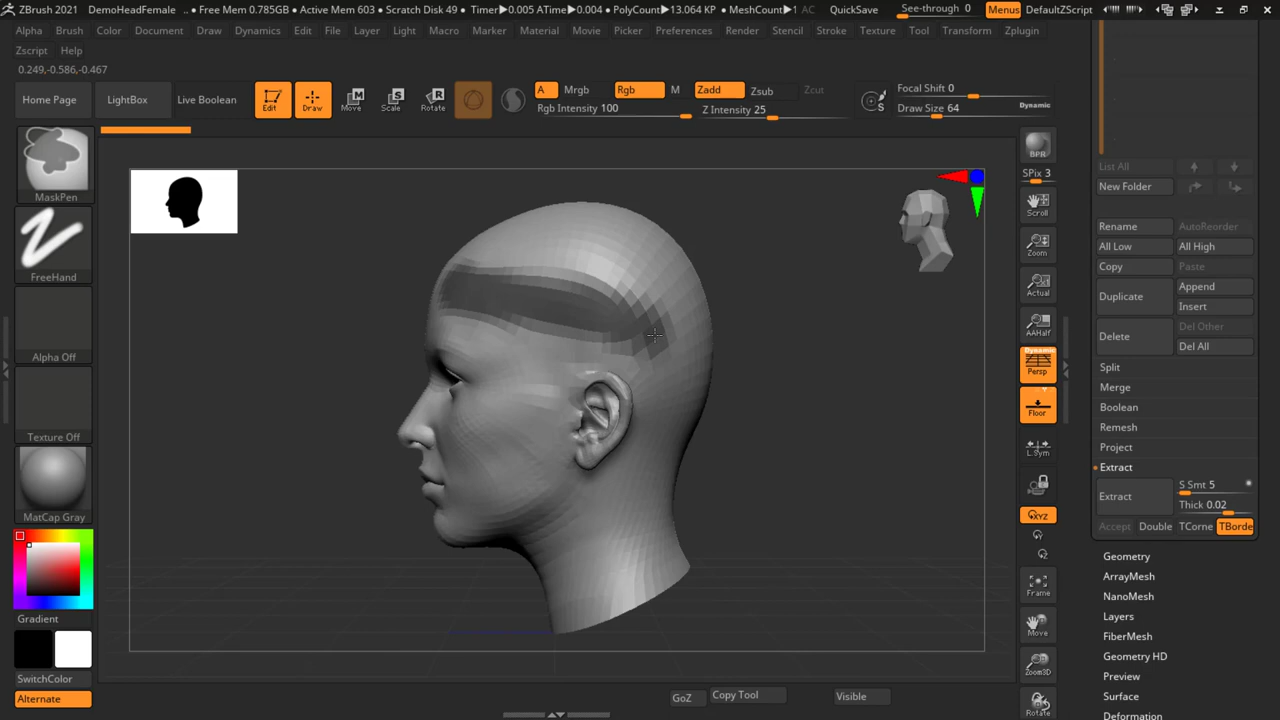 ZBrush 2021 DemoHeadFemale .. • Free Mem 0.785GB • Active Mem 603 • Scratch Disk 49 • Timer▶0.005 ATime▶0.004 • PolyCount▶13.064 KP • MeshCount▶1 AC QuickSave See-through 0 Menus DefaultZScript
Alpha Brush Color Document Draw Dynamics Edit File Layer Light Macro Marker Material Movie Picker Preferences Render Stencil Stroke Texture Tool Transform Zplugin
Zscript Help
0.249,-0.586,-0.467
Home Page LightBox Live Boolean Edit Draw Move Scale Rotate
A Mrgb Rgb M Zadd Zsub Zcut
Rgb Intensity 100 Z Intensity 25
Focal Shift 0
Draw Size 64 Dynamic
MaskPen
FreeHand
Alpha Off
Texture Off
MatCap Gray
Gradient
SwitchColor
Alternate
BPR
SPix 3
Scroll
Zoom
Actual
AAHalf
Dynamic
Persp
Floor
L.Sym
XYZ
Frame
Move
Zoom3D
Rotate
List All
New Folder
Rename AutoReorder
All Low All High
Copy Paste
Duplicate Append
Insert
Delete Del Other
Del All
Split
Merge
Boolean
Remesh
Project
Extract
Extract S Smt 5
Thick 0.02
Accept Double TCorne TBorde
Geometry
ArrayMesh
NanoMesh
Layers
FiberMesh
Geometry HD
Preview
Surface
Deformation
GoZ Copy Tool Visible